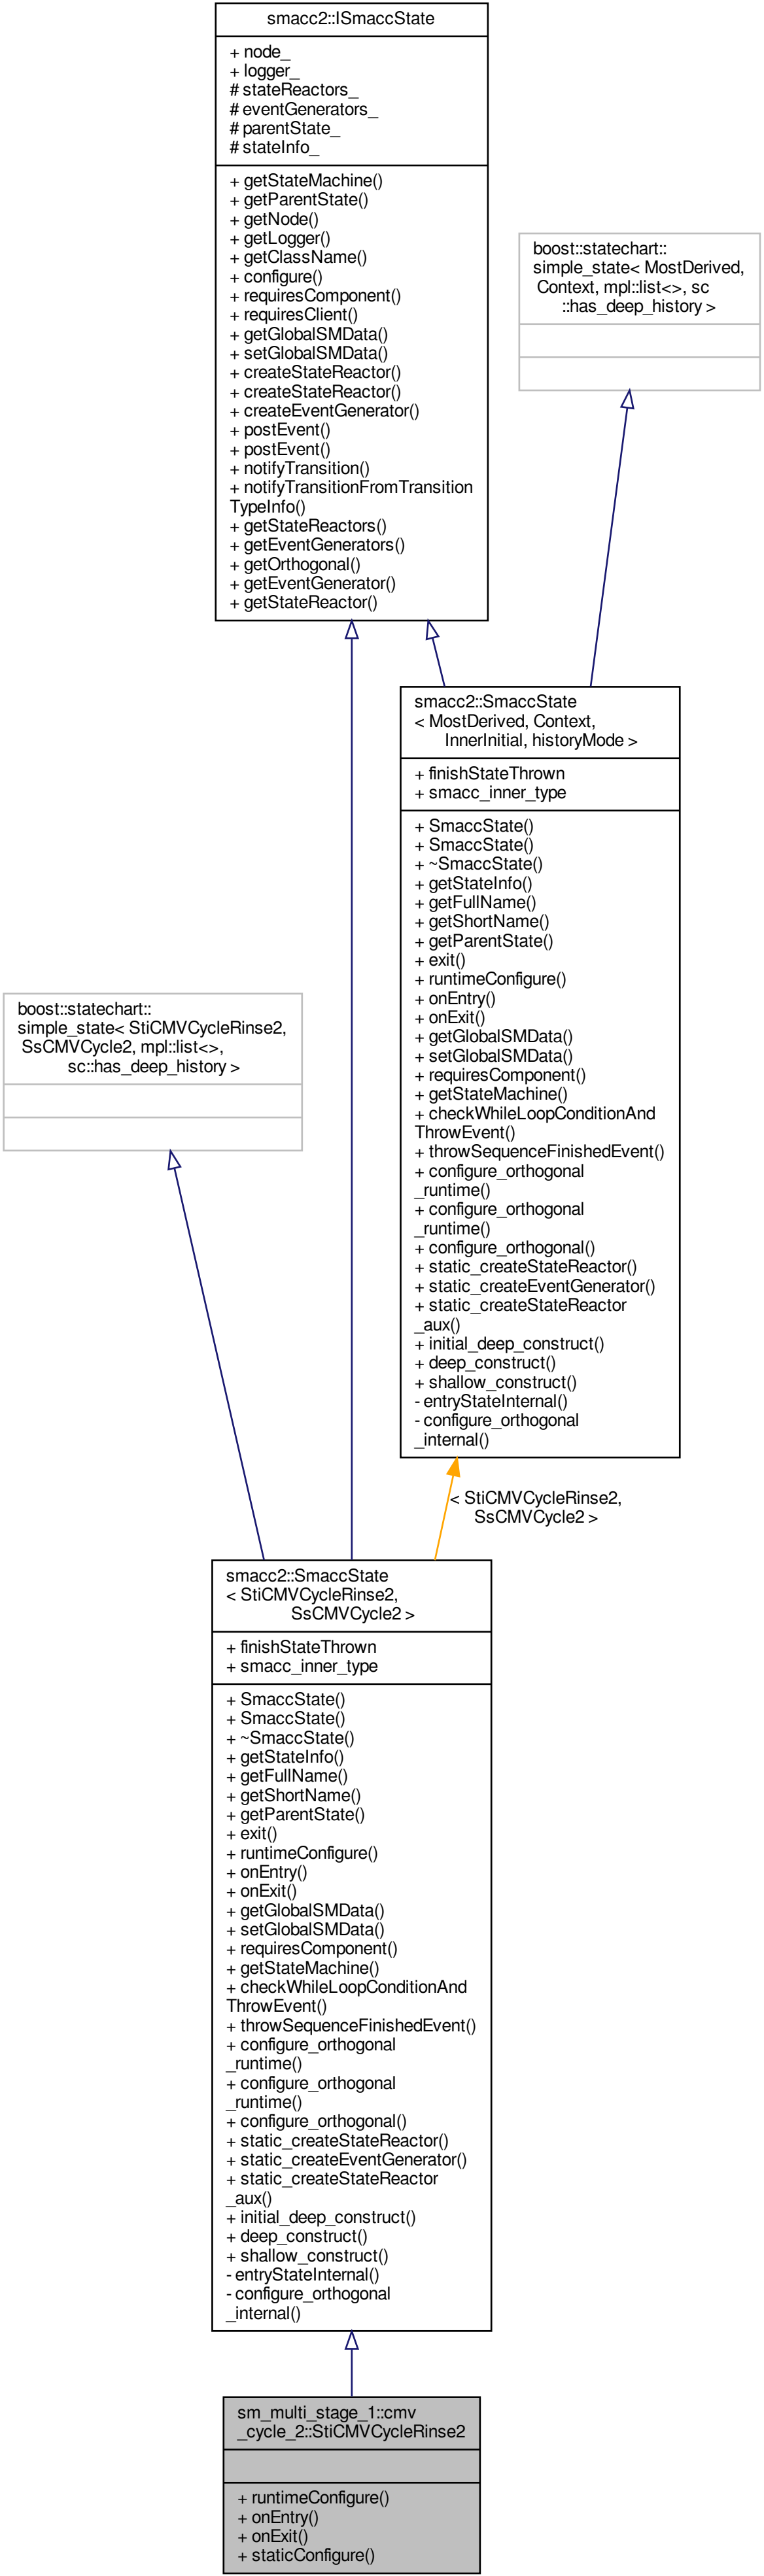 smacc2::ISmaccState
+ node_
+ logger_
# stateReactors_
# eventGenerators_
# parentState_
# stateInfo_
+ getStateMachine()
+ getParentState()
+ getNode()
+ getLogger()
+ getClassName()
+ configure()
+ requiresComponent()
+ requiresClient()
+ getGlobalSMData()
+ setGlobalSMData()
+ createStateReactor()
+ createStateReactor()
+ createEventGenerator()
+ postEvent()
+ postEvent()
+ notifyTransition()
+ notifyTransitionFromTransition
TypeInfo()
+ getStateReactors()
+ getEventGenerators()
+ getOrthogonal()
+ getEventGenerator()
+ getStateReactor()
boost::statechart::
simple_state< MostDerived,
Context, mpl::list<>, sc
::has_deep_history >
smacc2::SmaccState
< MostDerived, Context,
InnerInitial, historyMode >
+ finishStateThrown
+ smacc_inner_type
+ SmaccState()
+ SmaccState()
+ ~SmaccState()
+ getStateInfo()
+ getFullName()
+ getShortName()
+ getParentState()
+ exit()
+ runtimeConfigure()
+ onEntry()
+ onExit()
+ getGlobalSMData()
+ setGlobalSMData()
+ requiresComponent()
+ getStateMachine()
+ checkWhileLoopConditionAnd
ThrowEvent()
+ throwSequenceFinishedEvent()
+ configure_orthogonal
_runtime()
+ configure_orthogonal
_runtime()
+ configure_orthogonal()
+ static_createStateReactor()
+ static_createEventGenerator()
+ static_createStateReactor
_aux()
+ initial_deep_construct()
+ deep_construct()
+ shallow_construct()
- entryStateInternal()
- configure_orthogonal
_internal()
boost::statechart::
simple_state< StiCMVCycleRinse2,
SsCMVCycle2, mpl::list<>,
sc::has_deep_history >
< StiCMVCycleRinse2,
SsCMVCycle2 >
smacc2::SmaccState
< StiCMVCycleRinse2,
SsCMVCycle2 >
+ finishStateThrown
+ smacc_inner_type
+ SmaccState()
+ SmaccState()
+ ~SmaccState()
+ getStateInfo()
+ getFullName()
+ getShortName()
+ getParentState()
+ exit()
+ runtimeConfigure()
+ onEntry()
+ onExit()
+ getGlobalSMData()
+ setGlobalSMData()
+ requiresComponent()
+ getStateMachine()
+ checkWhileLoopConditionAnd
ThrowEvent()
+ throwSequenceFinishedEvent()
+ configure_orthogonal
_runtime()
+ configure_orthogonal
_runtime()
+ configure_orthogonal()
+ static_createStateReactor()
+ static_createEventGenerator()
+ static_createStateReactor
_aux()
+ initial_deep_construct()
+ deep_construct()
+ shallow_construct()
- entryStateInternal()
- configure_orthogonal
_internal()
sm_multi_stage_1::cmv
_cycle_2::StiCMVCycleRinse2
+ runtimeConfigure()
+ onEntry()
+ onExit()
+ staticConfigure()